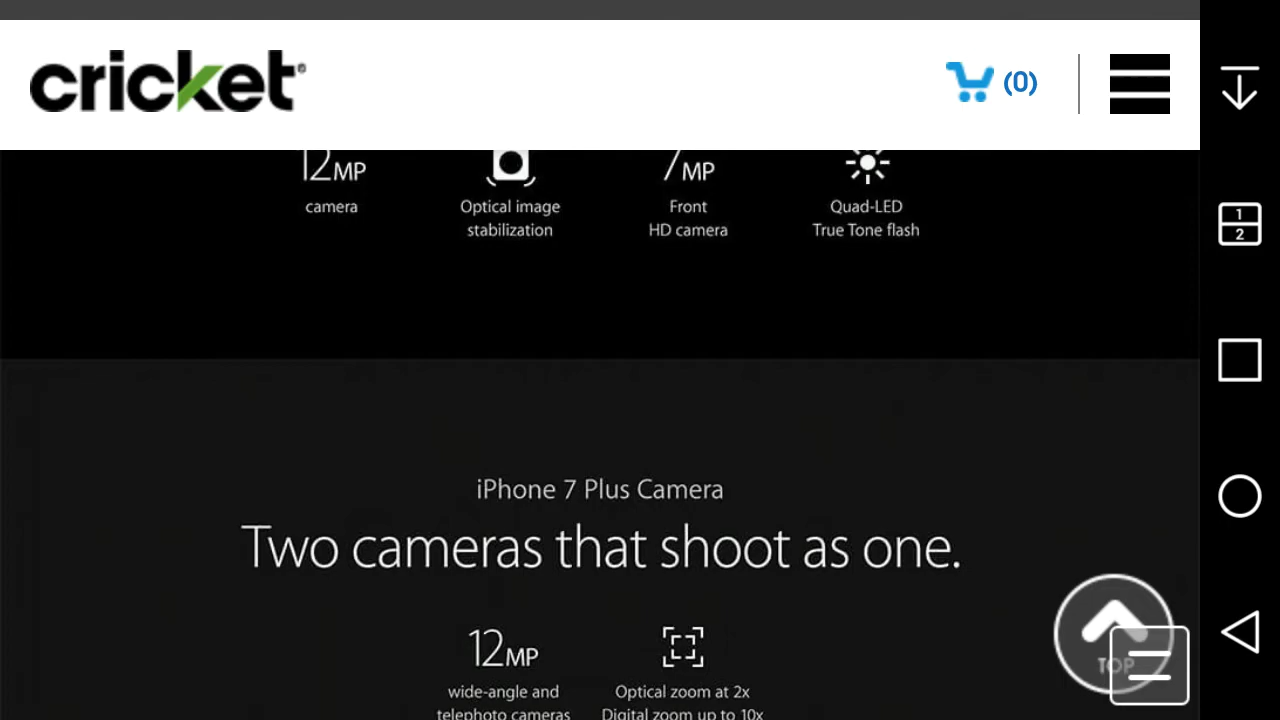 cricket
(0)
12MP
7MP
camera
Optical image
stabilization
Front
HD camera
Quad-LED
True Tone flash
iPhone 7 Plus Camera
Two cameras that shoot as one.
12MP
wide-angle and
telephoto cameras
Optical zoom at 2x
Digital zoom up to 10x
TOP
1
2